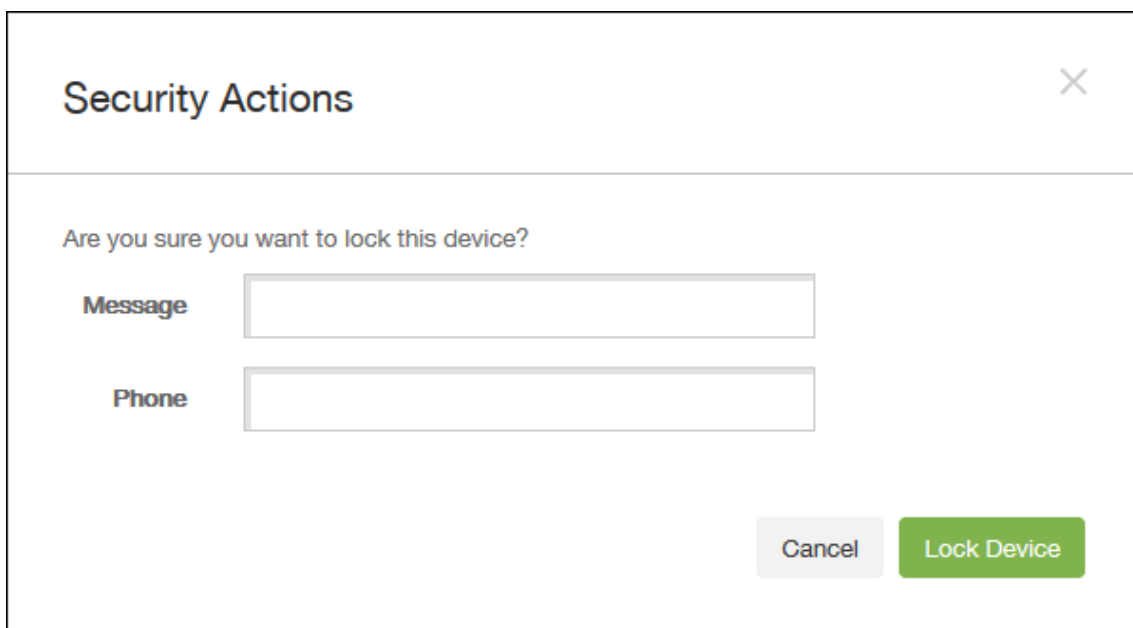 Security Actions
Are you sure you want to lock this device?
Message
Phone
Cancel Lock Device